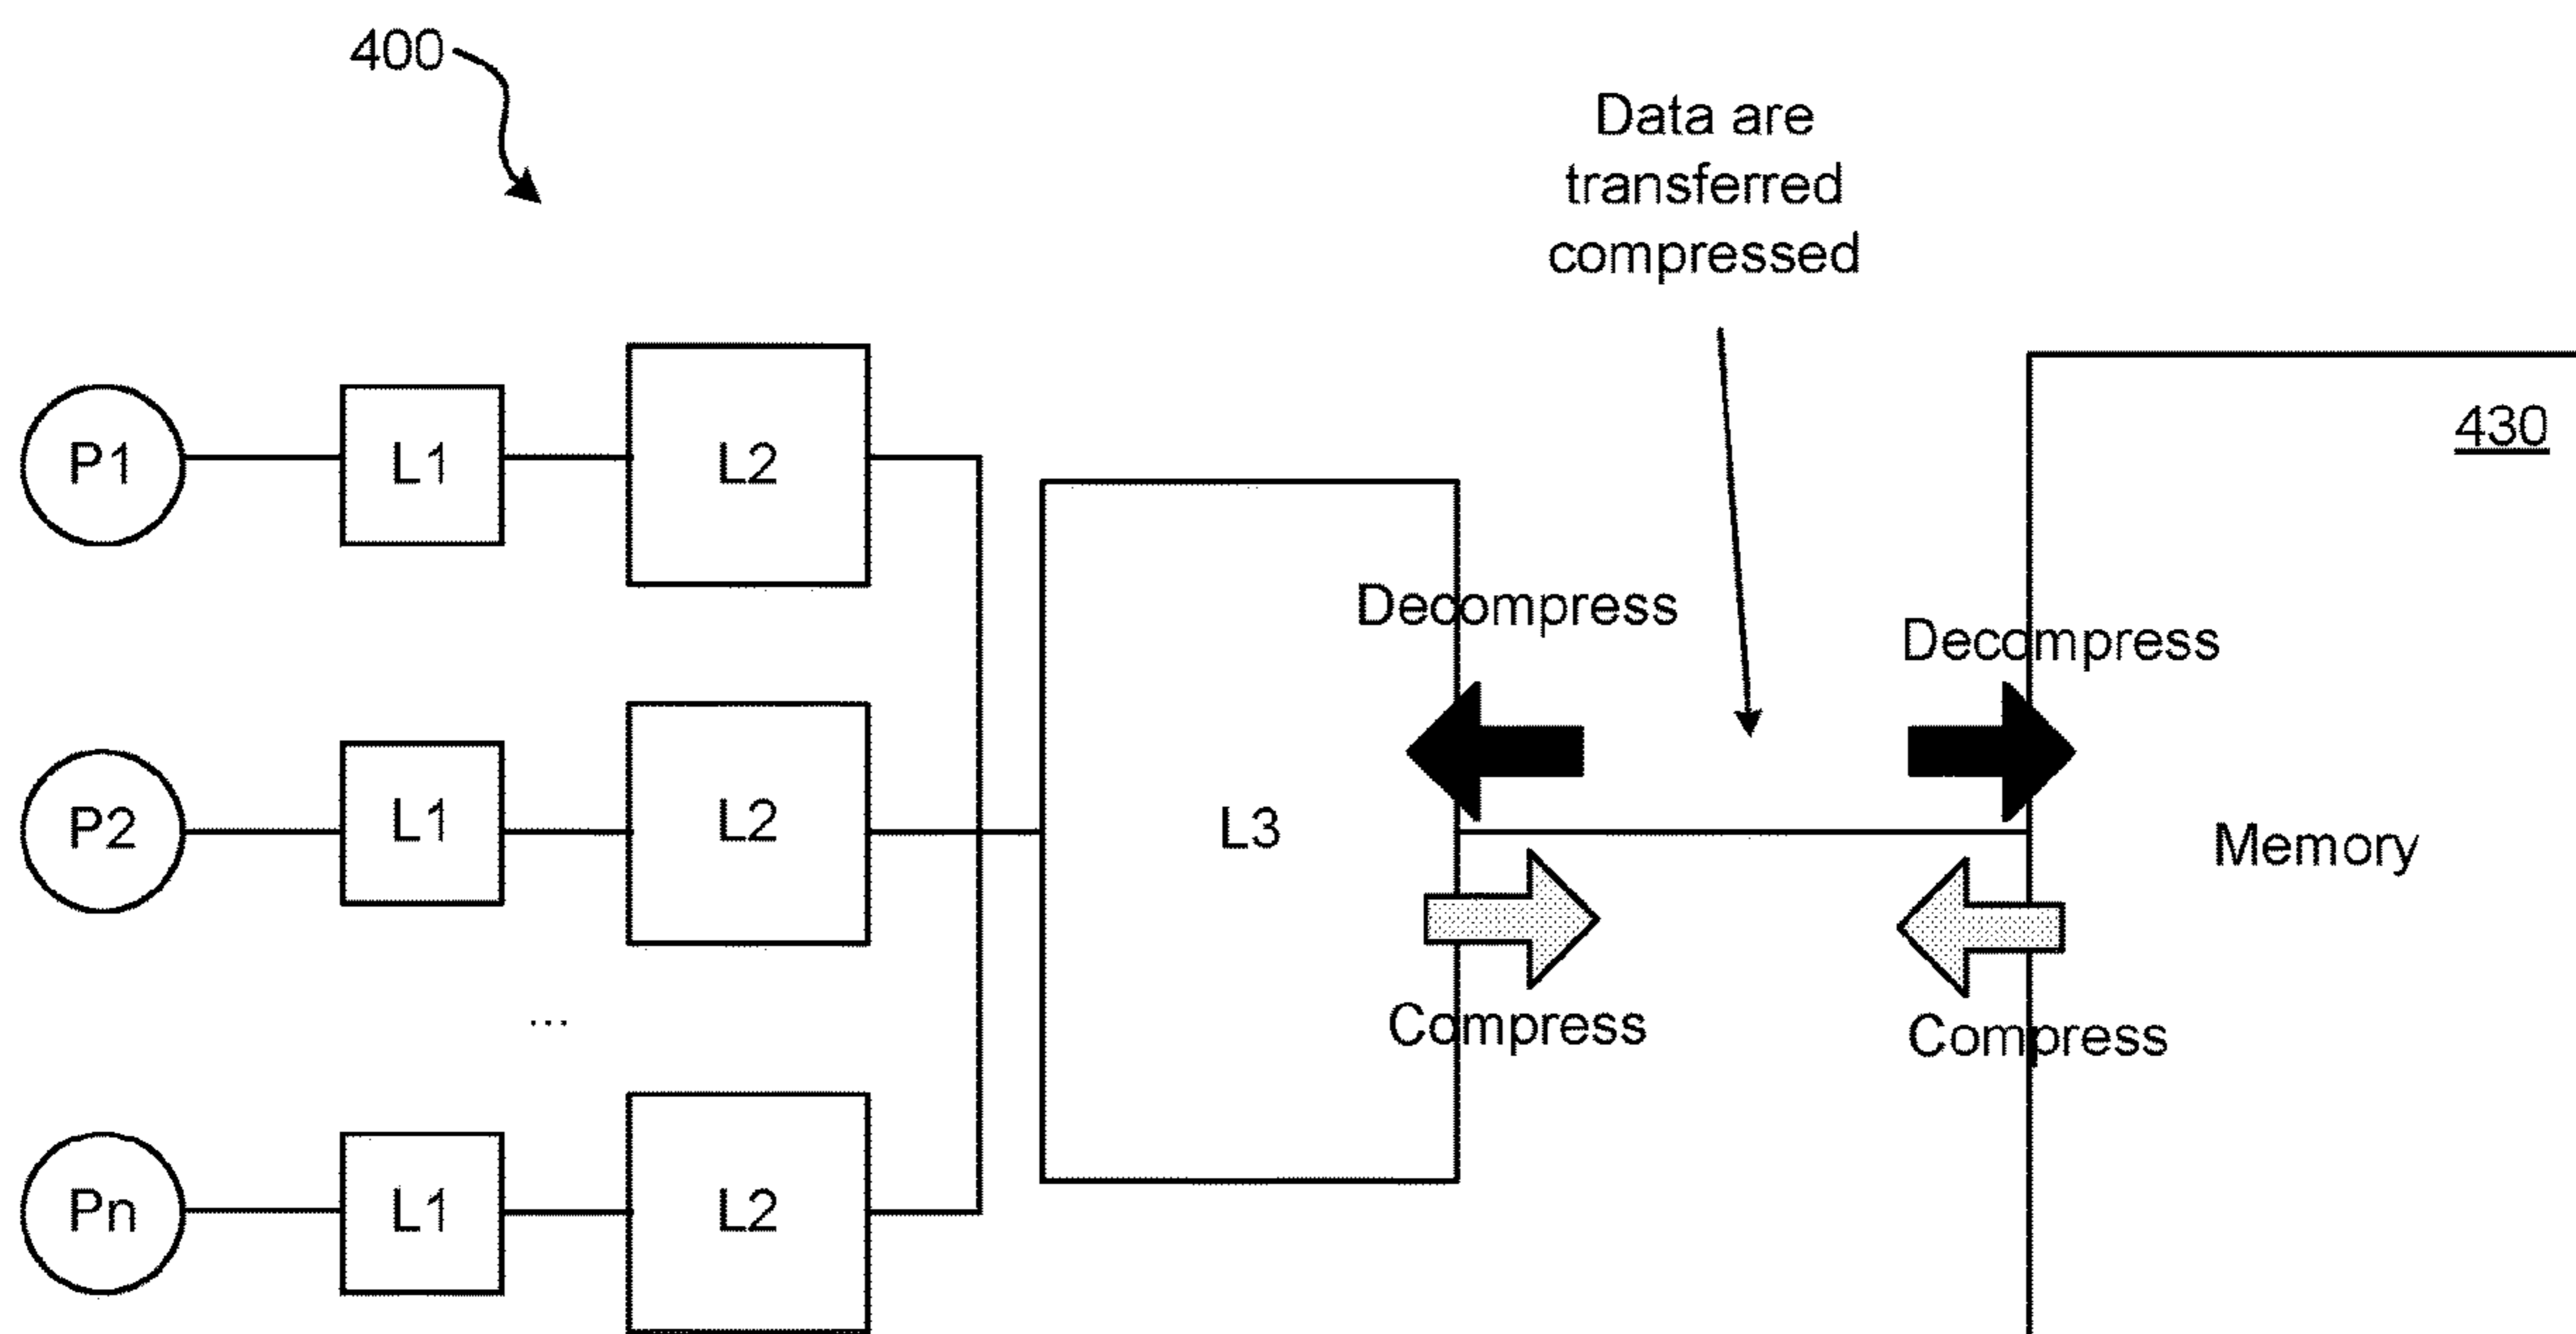 400
Data are
transferred
compressed
430
P1 L1 L2
Decompress
Decompress
P2 L1 L2 L3 Memory
...
Compress Compress
Pn L1 L2